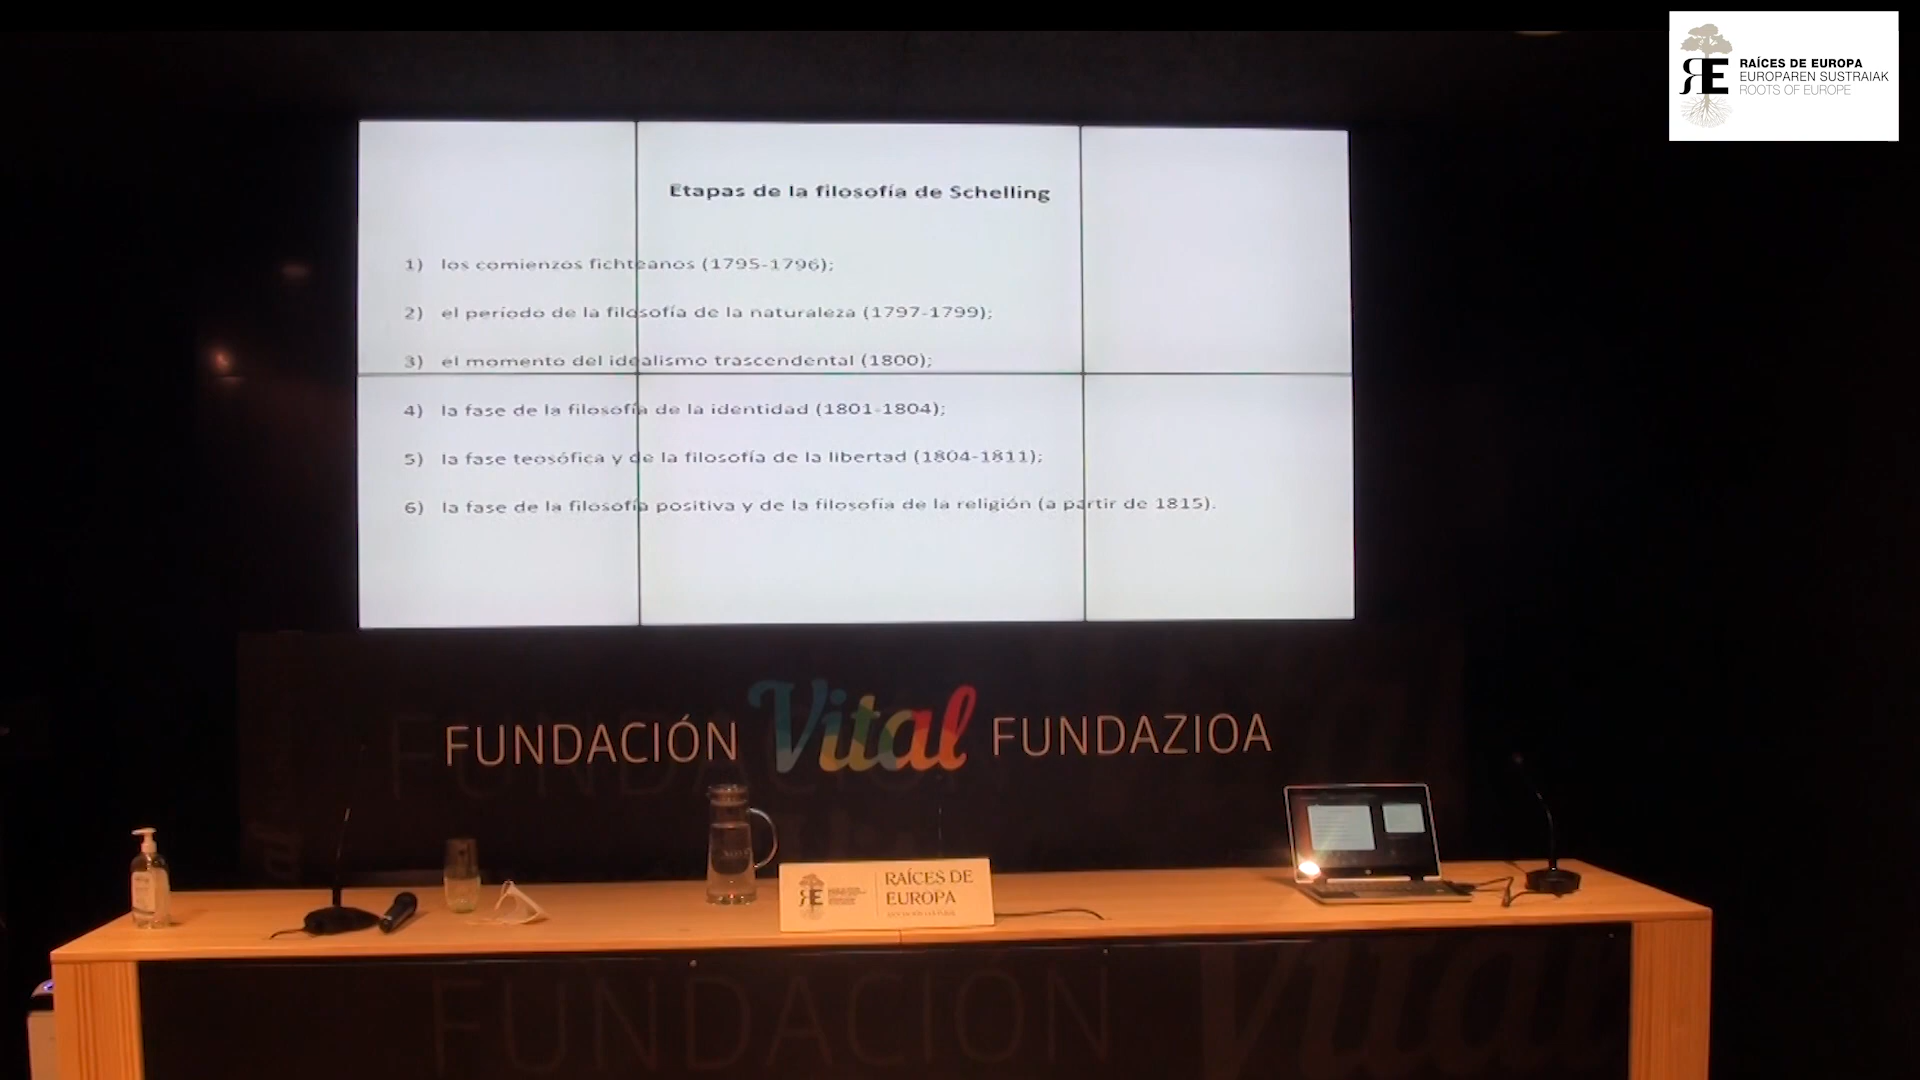 RAÍCES DE EUROPA
EUROPAREN SUSTRAIAK
ROOTS OF EUROPE
Etapas de la filosofía de Schelling
1) los comienzos fichteanos (1795-1796);
2) el periodo de la filosofía de la naturaleza (1797-1799);
3) el momento del idealismo trascendental (1800);
4) la fase de la filosofía de la identidad (1801-1804);
5) la fase teosófica y de la filosofía de la libertad (1804-1811);
6) la fase de la filosofía positiva y de la filosofía de la religión (a partir de 1815).
FUNDACIÓN Vital FUNDAZIOA
RE
RAÍCES DE
EUROPA
FUNDACIÓN Vital